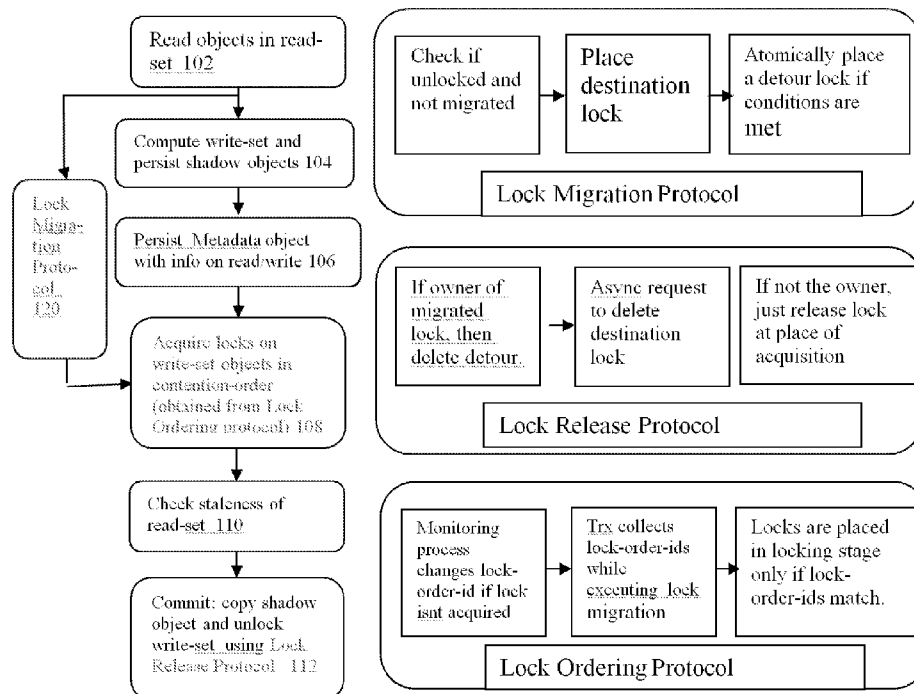 Read objects in read-
set 102
Compute write-set and
persist shadow objects 104
Lock
Migra-
tion
Proto-
col
120
Persist Metadata object
with info on read/write 106
Acquire locks on
write-set objects in
contention-order
(obtained from Lock
Ordering protocol) 108
Check staleness of
read-set 110
Commit: copy shadow
object and unlock
write-set using Lock
Release Protocol 112
Check if
unlocked and
not migrated
Place
destination
lock
Atomically place
a detour lock if
conditions are
met
Lock Migration Protocol
If owner of
migrated
lock, then
delete detour.
Async request
to delete
destination
lock
If not the owner,
just release lock
at place of
acquisition
Lock Release Protocol
Monitoring
process
changes lock-
order-id if lock
isnt acquired
Trx collects
lock-order-ids
while
executing lock
migration
Locks are placed
in locking stage
only if lock-
order-ids match.
Lock Ordering Protocol